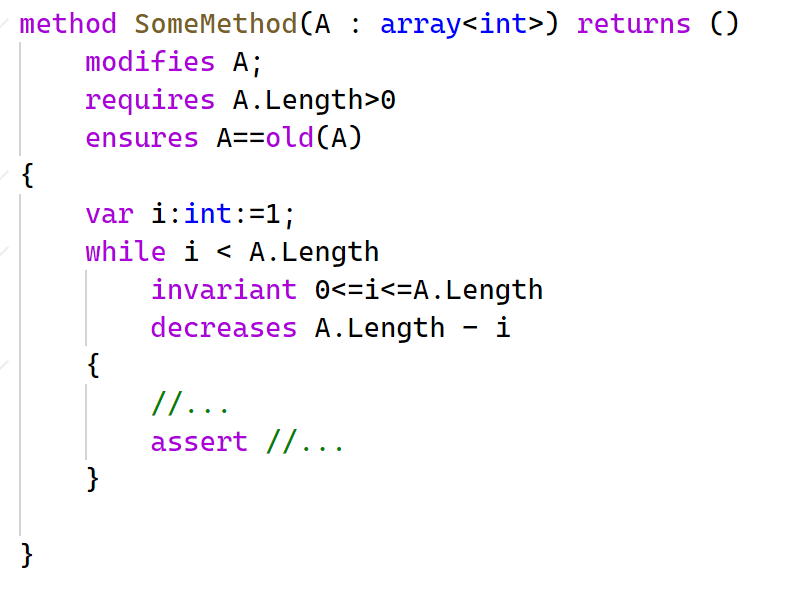 method SomeMethod(A : array<int>) returns ()
modifies A;
requires A.Length>0
ensures A==old(A)
{
var i:int:=1;
while i < A.Length
invariant 0<=i<=A.Length
decreases A.Length - i
{
//...
assert //...
}
}